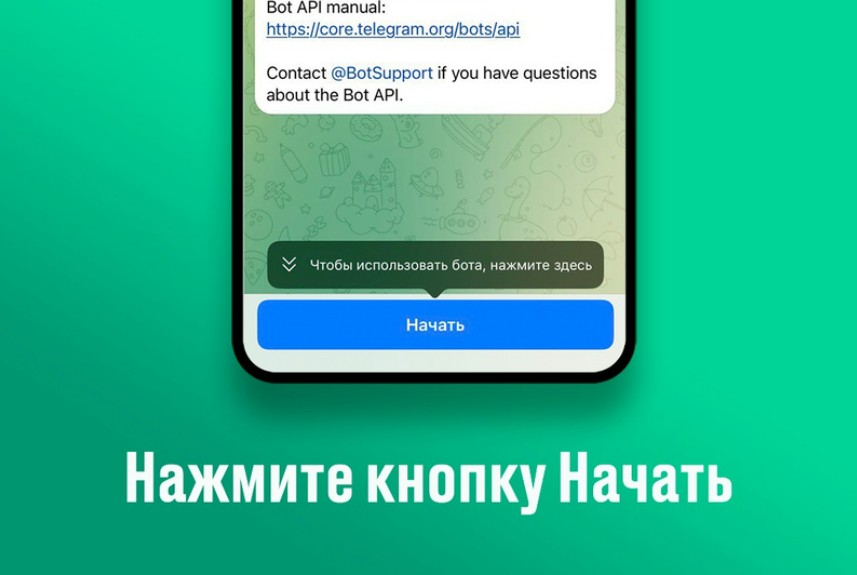 Bot API manual:
https://core.telegram.org/bots/api
Contact @BotSupport if you have questions
about the Bot API.
Чтобы использовать бота, нажмите здесь
Начать
Нажмите кнопку Начать